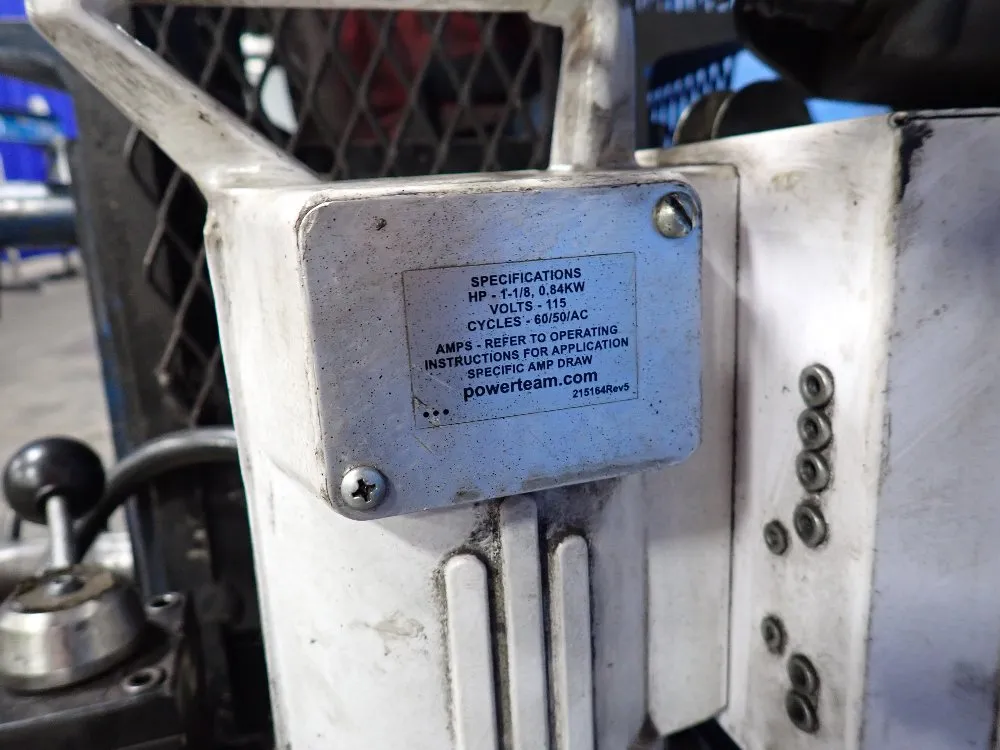 SPECIFICATIONS
HP - 1-1/8, 0.84KW
VOLTS - 115
CYCLES - 60/50/AC
AMPS - REFER TO OPERATING
INSTRUCTIONS FOR APPLICATION
SPECIFIC AMP DRAW
powerteam.com
215164Rev5